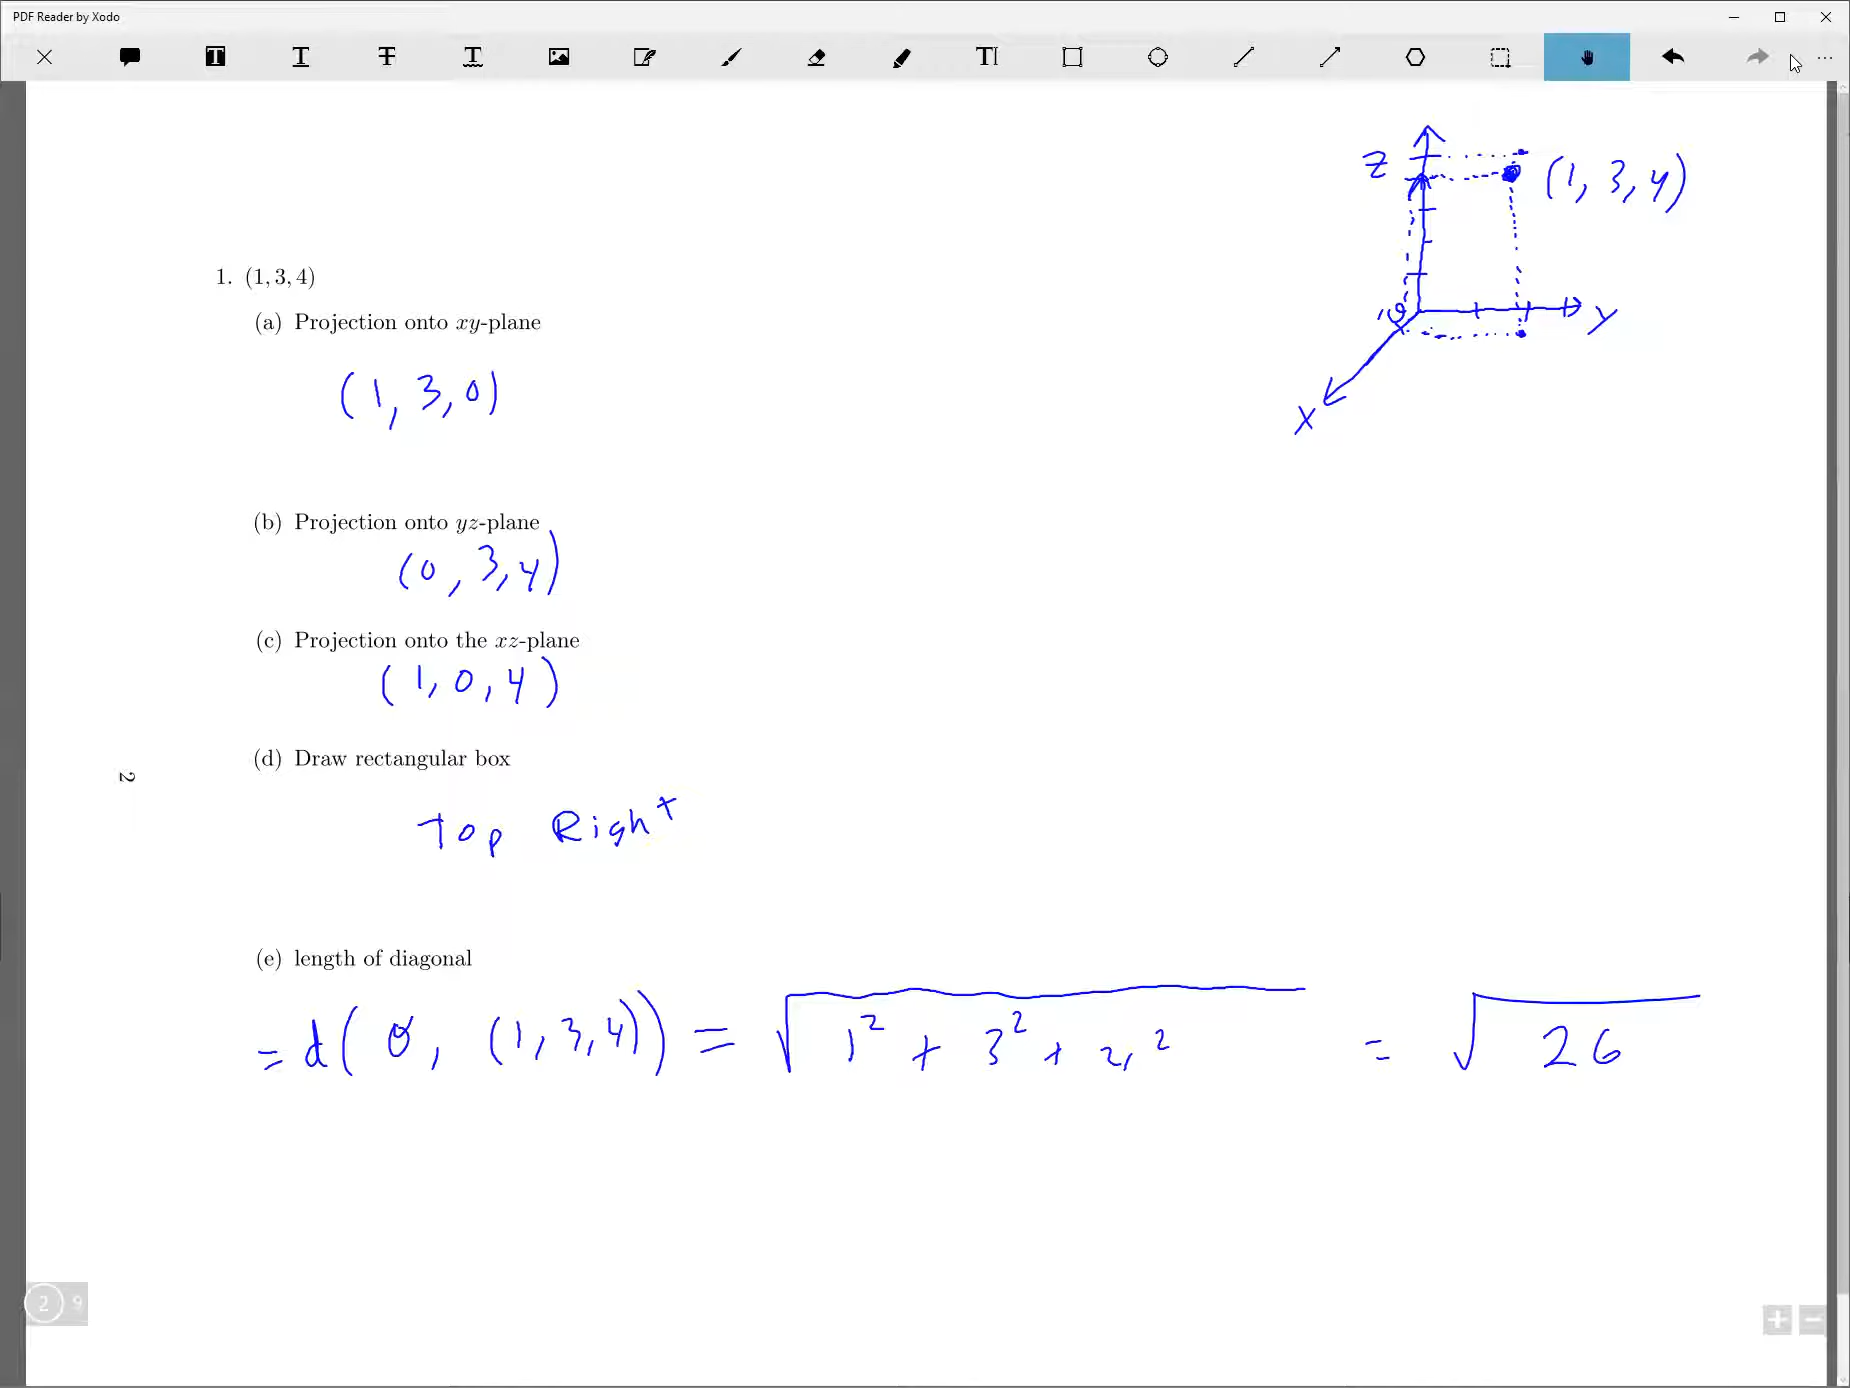 PDF Reader by Xodo
Z
(1, 3, 4)
1. (1, 3, 4)
(a) Projection onto xy-plane
y
(1, 3, 0)
X
(b) Projection onto yz-plane
(0, 3, 4)
(c) Projection onto the xz-plane
(1, 0, 4)
(d) Draw rectangular box
2
Top Right
(e) length of diagonal
= d(0, (1, 3, 4)) = √(1² + 3² + 4²) = √26
2 9